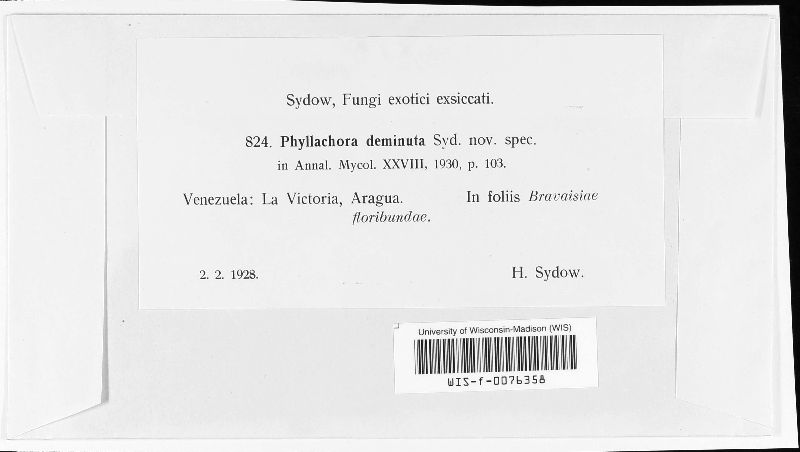 Sydow, Fungi exotici exsiccati.
824. Phyllachora deminuta Syd. nov. spec.
in Annal. Mycol. XXVIII, 1930, p. 103.
Venezuela: La Victoria, Aragua. In foliis Bravaisiae
floribundae.
2. 2. 1928. H. Sydow.
University of Wisconsin-Madison (WIS)
WIS-f-0076358